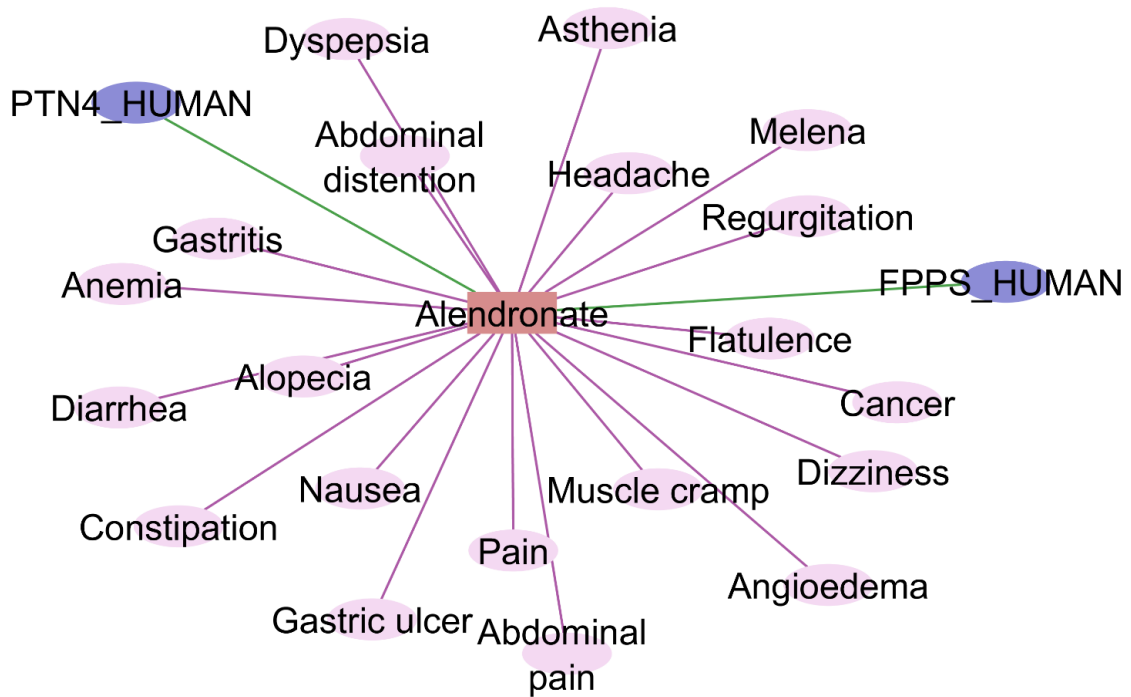 Asthenia
Dyspepsia
PTN4_HUMAN
Abdominal
distention
Melena
Headache
Regurgitation
Gastritis
Anemia
FPPS_HUMAN
Alendronate
Flatulence
Alopecia
Diarrhea
Cancer
Dizziness
Nausea
Muscle cramp
Constipation
Pain
Angioedema
Gastric ulcer
Abdominal
pain